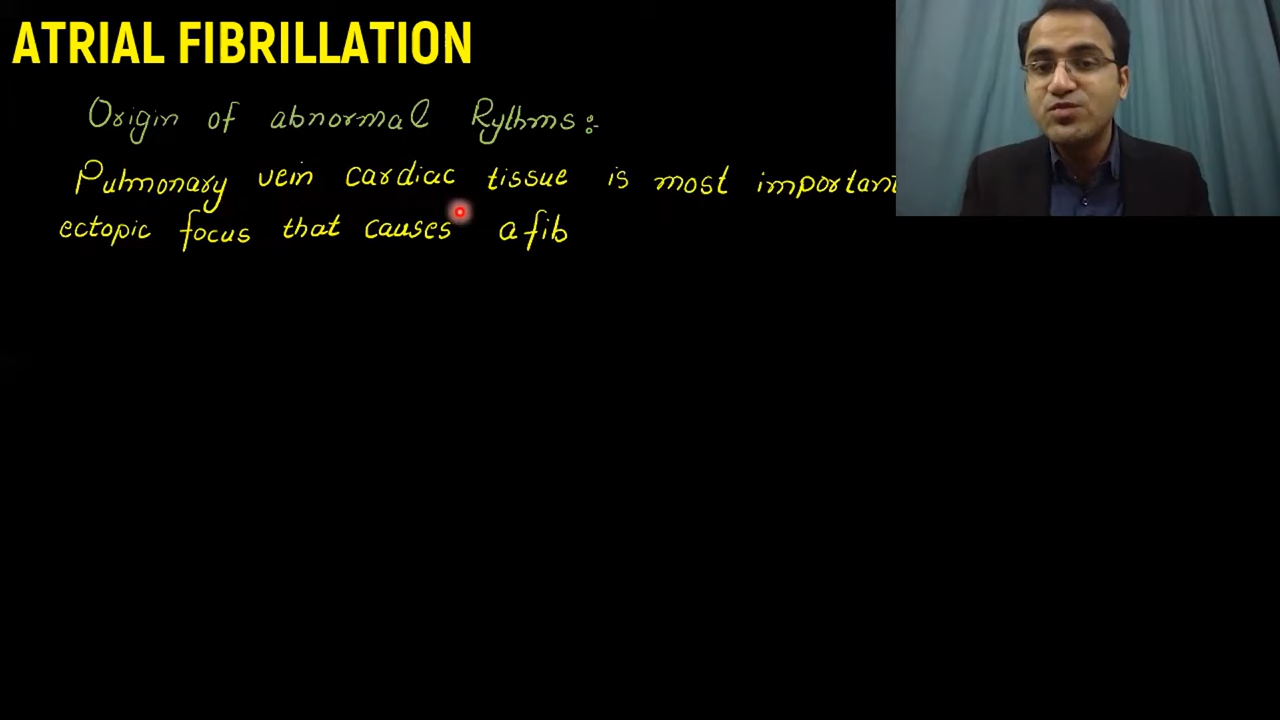 ATRIAL FIBRILLATION
Origin of abnormal Rythms:-
Pulmonary vein cardiac tissue is most important
ectopic focus that causes afib